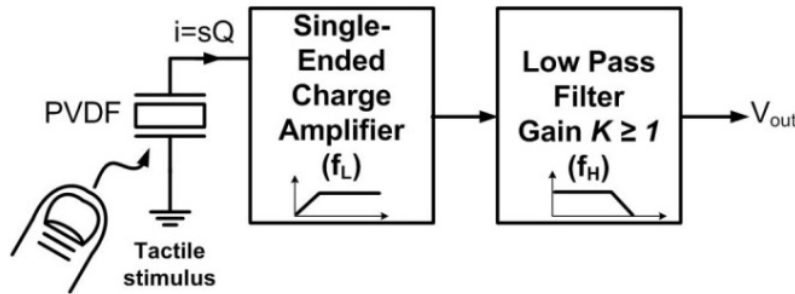 i=sQ
PVDF
Tactile
stimulus
Single-
Ended
Charge
Amplifier
(fL)
Low Pass
Filter
Gain K ≥ 1
(fH)
Vout